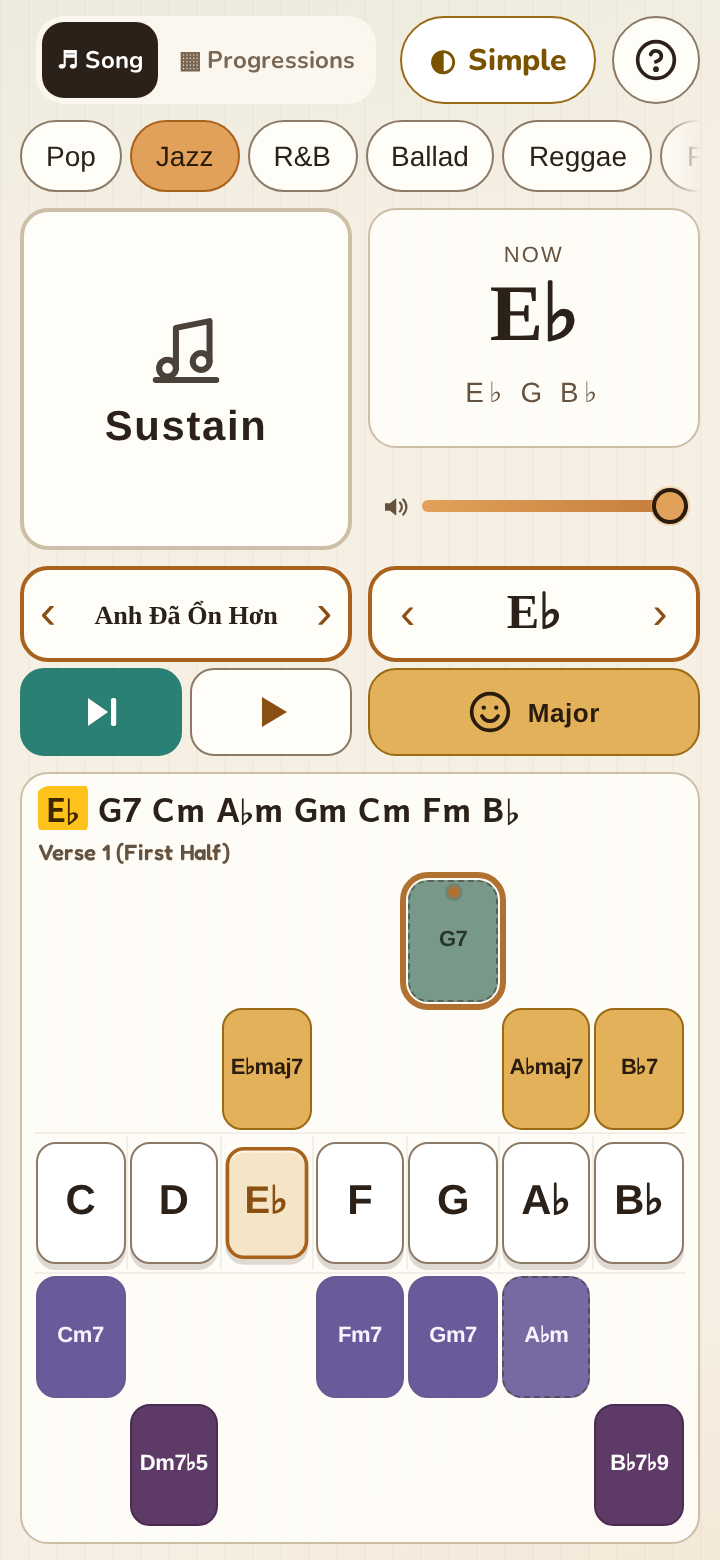 Song Progressions Simple
Pop Jazz R&B Ballad Reggae
Sustain
NOW
E♭
E♭ G B♭
Anh Đã Ổn Hơn
E♭
Major
E♭ G7 Cm A♭m Gm Cm Fm B♭
Verse 1 (First Half)
G7
E♭maj7 A♭maj7 B♭7
C D E♭ F G A♭ B♭
Cm7 Fm7 Gm7 A♭m
Dm7♭5 B♭7♭9